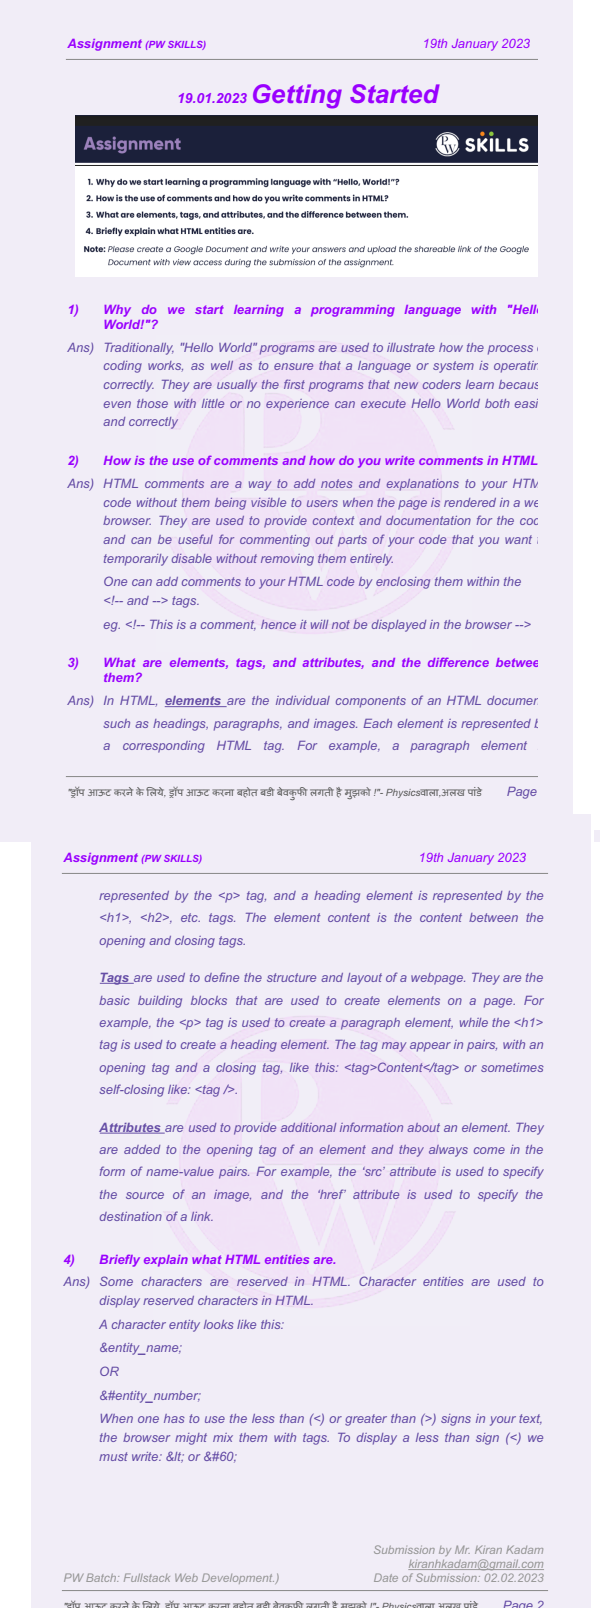 Assignment (PW SKILLS) 19th January 2023
19.01.2023 Getting Started
Assignment PW SKILLS
1. Why do we start learning a programming language with “Hello, World!”?
2. How is the use of comments and how do you write comments in HTML?
3. What are elements, tags, and attributes, and the difference between them.
4. Briefly explain what HTML entities are.
Note: Please create a Google Document and write your answers and upload the shareable link of the Google
Document with view access during the submission of the assignment.
1) Why do we start learning a programming language with "Hell
World!"?
Ans) Traditionally, "Hello World" programs are used to illustrate how the process
coding works, as well as to ensure that a language or system is operatin
correctly. They are usually the first programs that new coders learn becaus
even those with little or no experience can execute Hello World both easi
and correctly
2) How is the use of comments and how do you write comments in HTML
Ans) HTML comments are a way to add notes and explanations to your HTM
code without them being visible to users when the page is rendered in a we
browser. They are used to provide context and documentation for the cod
and can be useful for commenting out parts of your code that you want
temporarily disable without removing them entirely.
One can add comments to your HTML code by enclosing them within the
<!-- and --> tags.
eg. <!-- This is a comment, hence it will not be displayed in the browser -->
3) What are elements, tags, and attributes, and the difference betwee
them?
Ans) In HTML, elements are the individual components of an HTML documen
such as headings, paragraphs, and images. Each element is represented b
a corresponding HTML tag. For example, a paragraph element
"ड्रॉप आऊट करने के लिये, ड्रॉप आऊट करना बहोत बडी बेवकुफी लगती है मुझको !"- Physicsवाला,अलख पांडे Page
Assignment (PW SKILLS) 19th January 2023
represented by the <p> tag, and a heading element is represented by the
<h1>, <h2>, etc. tags. The element content is the content between the
opening and closing tags.
Tags are used to define the structure and layout of a webpage. They are the
basic building blocks that are used to create elements on a page. For
example, the <p> tag is used to create a paragraph element, while the <h1>
tag is used to create a heading element. The tag may appear in pairs, with an
opening tag and a closing tag, like this: <tag>Content</tag> or sometimes
self-closing like: <tag />.
Attributes are used to provide additional information about an element. They
are added to the opening tag of an element and they always come in the
form of name-value pairs. For example, the ‘src’ attribute is used to specify
the source of an image, and the ‘href’ attribute is used to specify the
destination of a link.
4) Briefly explain what HTML entities are.
Ans) Some characters are reserved in HTML. Character entities are used to
display reserved characters in HTML.
A character entity looks like this:
&entity_name;
OR
&#entity_number;
When one has to use the less than (<) or greater than (>) signs in your text,
the browser might mix them with tags. To display a less than sign (<) we
must write: &lt; or &#60;
Submission by Mr. Kiran Kadam
kiranhkadam@gmail.com
PW Batch: Fullstack Web Development.) Date of Submission: 02.02.2023
"ड्रॉप आऊट करने के लिये, ड्रॉप आऊट करना बहोत बडी बेवकुफी लगती है मुझको !"- Physicsवाला,अलख पांडे Page 2